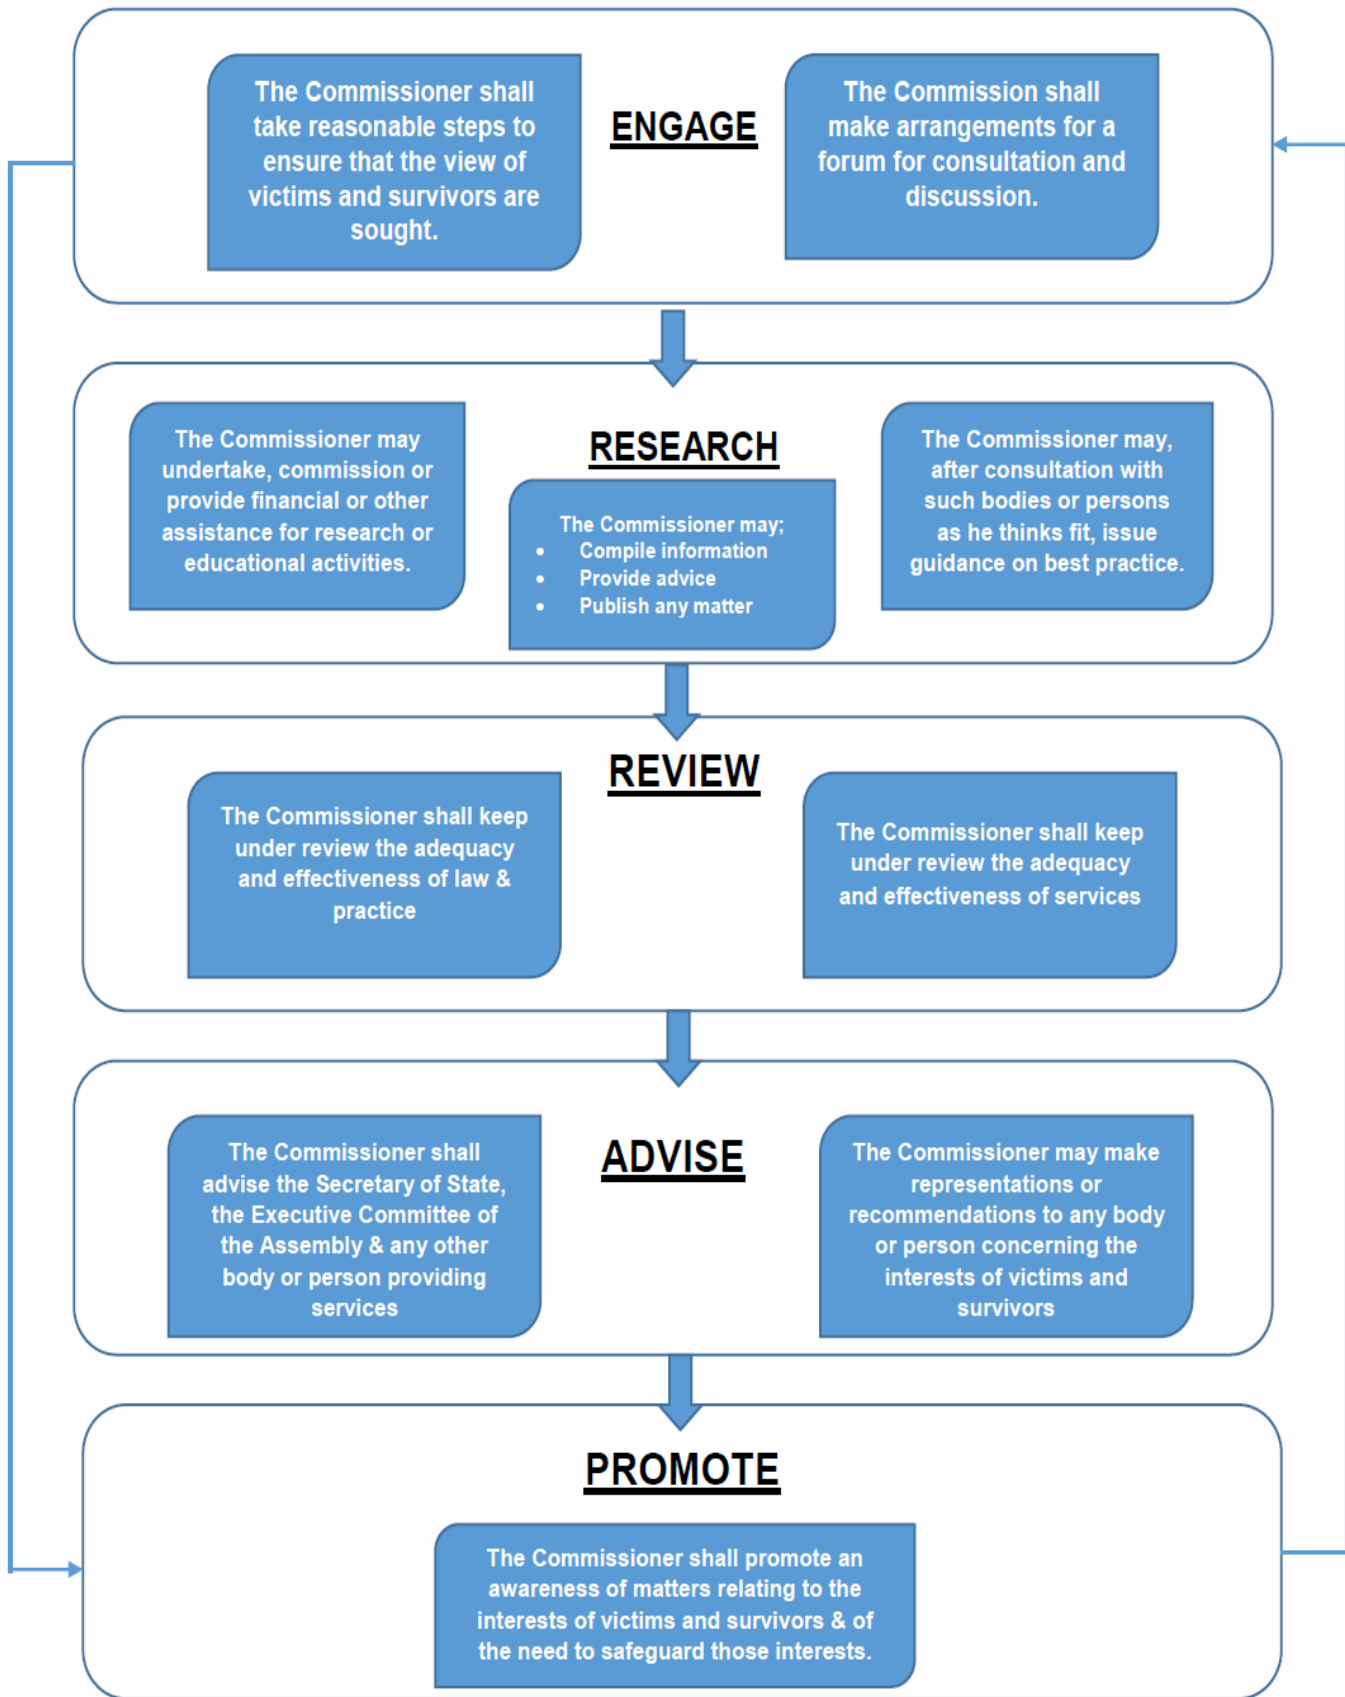 ENGAGE
The Commissioner shall
take reasonable steps to
ensure that the view of
victims and survivors are
sought.
The Commission shall
make arrangements for a
forum for consultation and
discussion.
RESEARCH
The Commissioner may
undertake, commission or
provide financial or other
assistance for research or
educational activities.
The Commissioner may;
• Compile information
• Provide advice
• Publish any matter
The Commissioner may,
after consultation with
such bodies or persons
as he thinks fit, issue
guidance on best practice.
REVIEW
The Commissioner shall keep
under review the adequacy
and effectiveness of law &
practice
The Commissioner shall keep
under review the adequacy
and effectiveness of services
ADVISE
The Commissioner shall
advise the Secretary of State,
the Executive Committee of
the Assembly & any other
body or person providing
services
The Commissioner may make
representations or
recommendations to any body
or person concerning the
interests of victims and
survivors
PROMOTE
The Commissioner shall promote an
awareness of matters relating to the
interests of victims and survivors & of
the need to safeguard those interests.